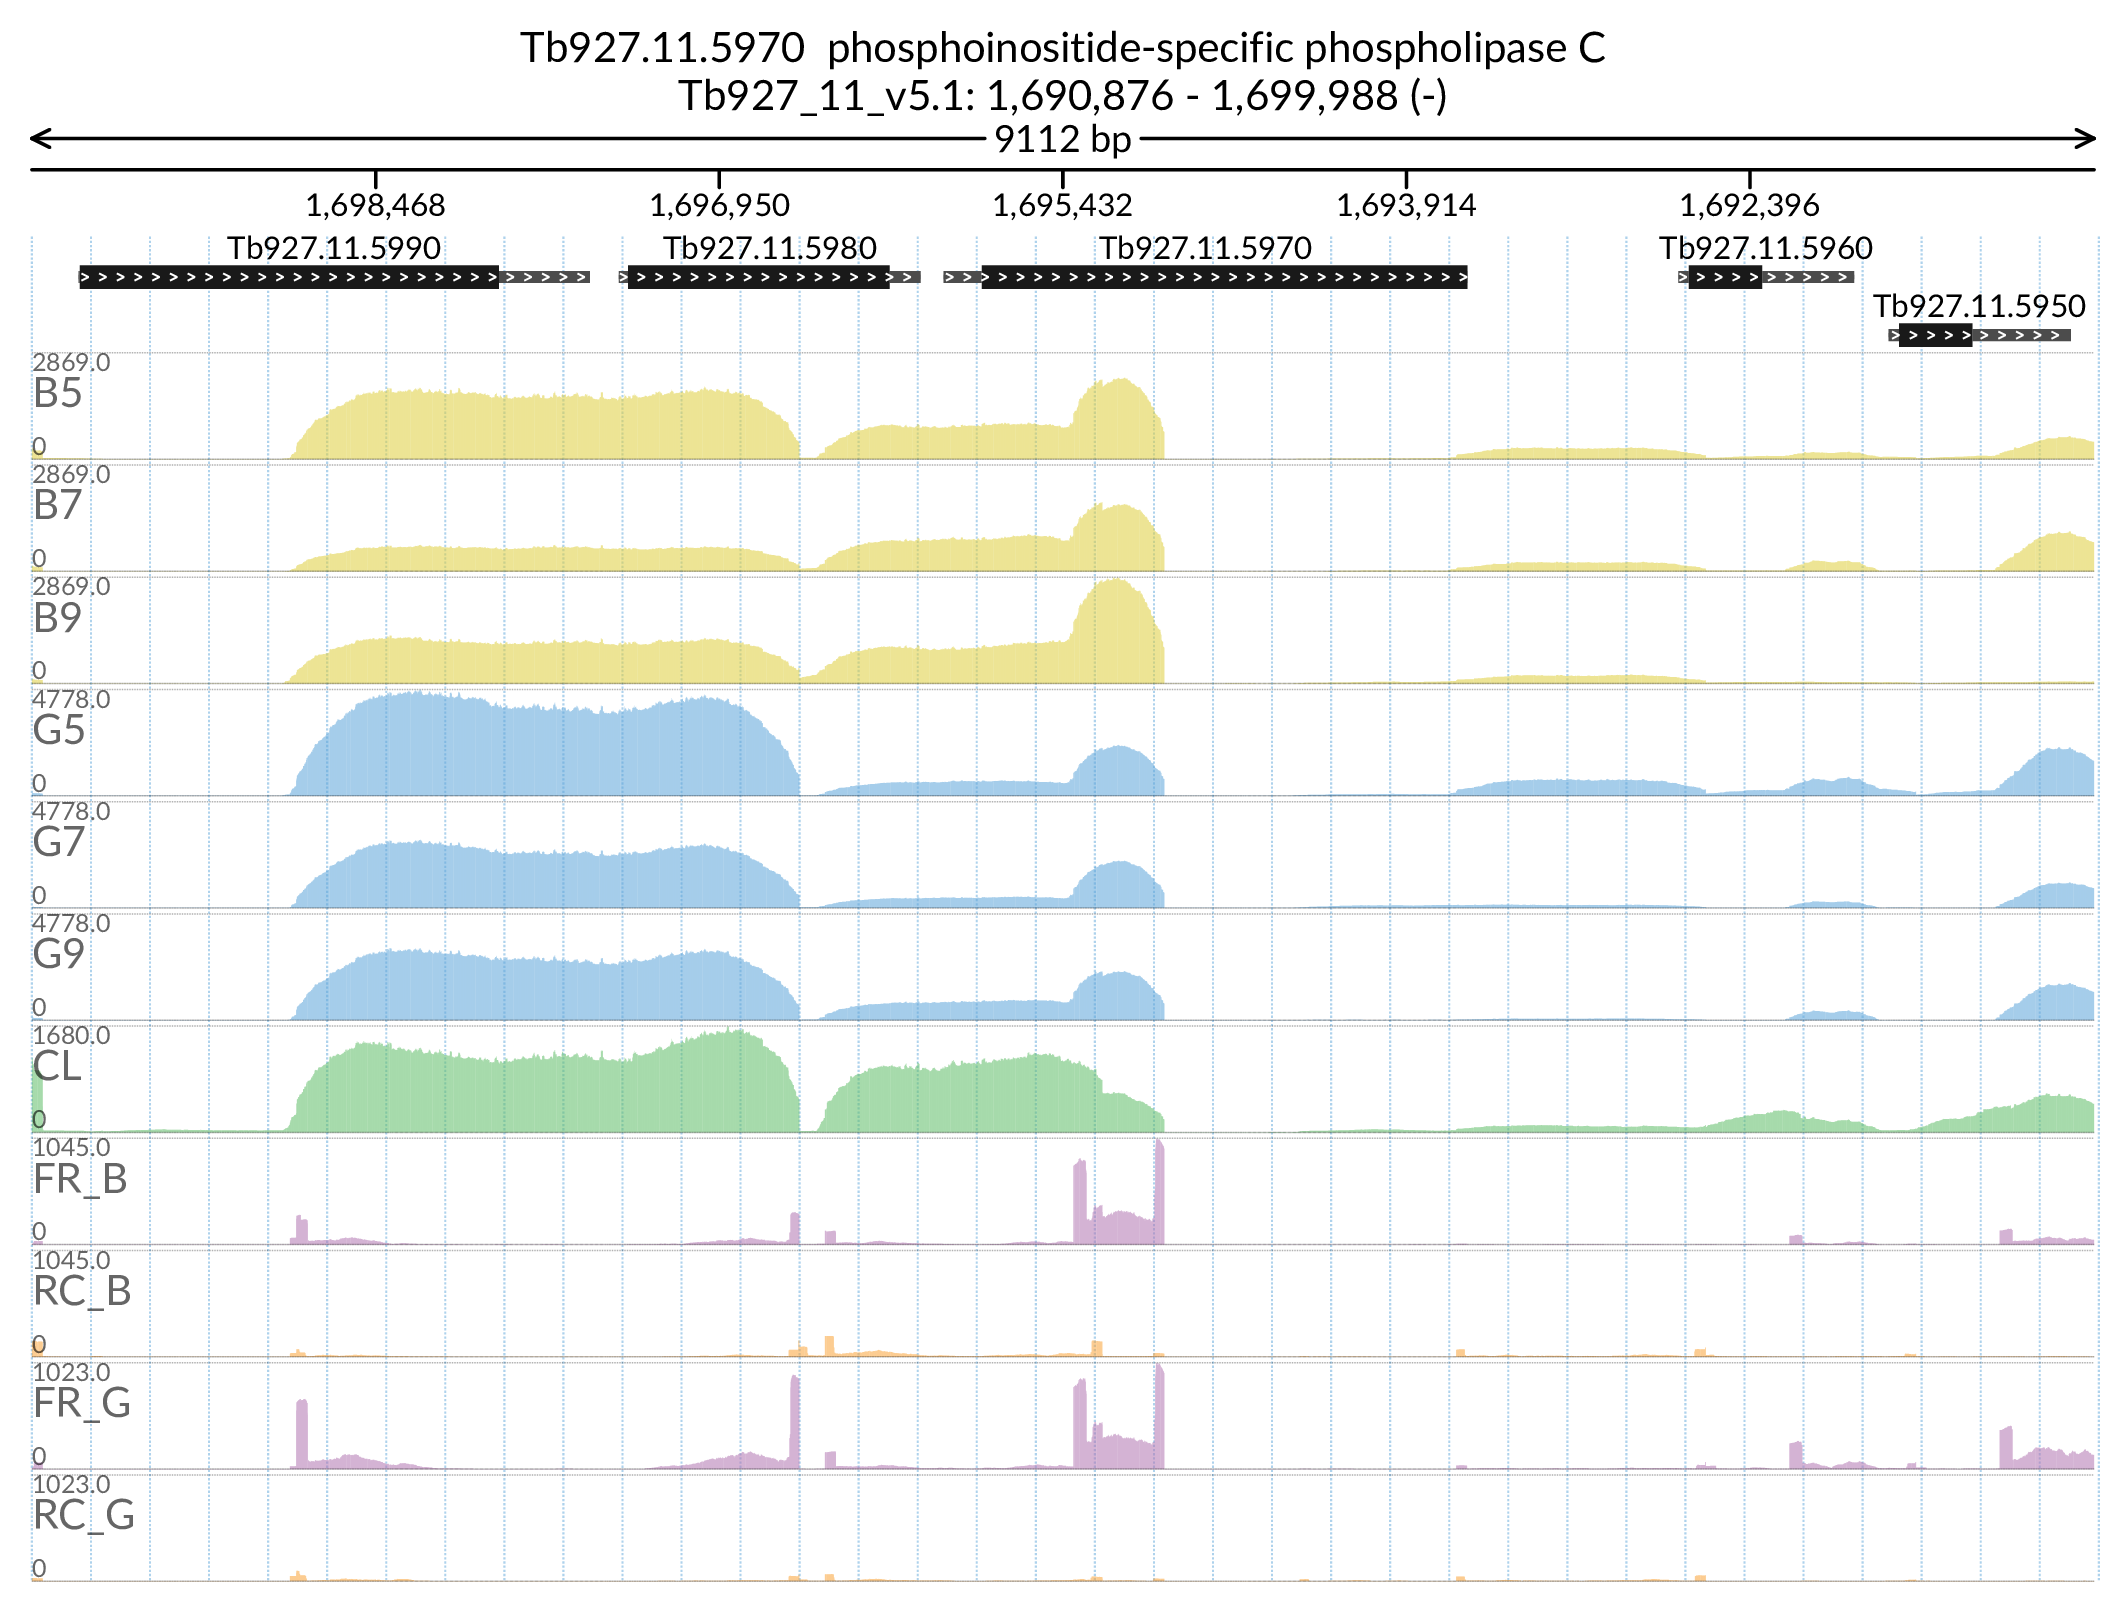 Tb927.11.5970  phosphoinositide-specific phospholipase C
Tb927_11_v5.1: 1,690,876 - 1,699,988 (-)
9112 bp
1,698,468 1,696,950 1,695,432 1,693,914 1,692,396
Tb927.11.5990 Tb927.11.5980 Tb927.11.5970 Tb927.11.5960
Tb927.11.5950
2869.0
B5
0
2869.0
B7
0
2869.0
B9
0
4778.0
G5
0
4778.0
G7
0
4778.0
G9
0
1680.0
CL
0
1045.0
FR_B
0
1045.0
RC_B
0
1023.0
FR_G
0
1023.0
RC_G
0